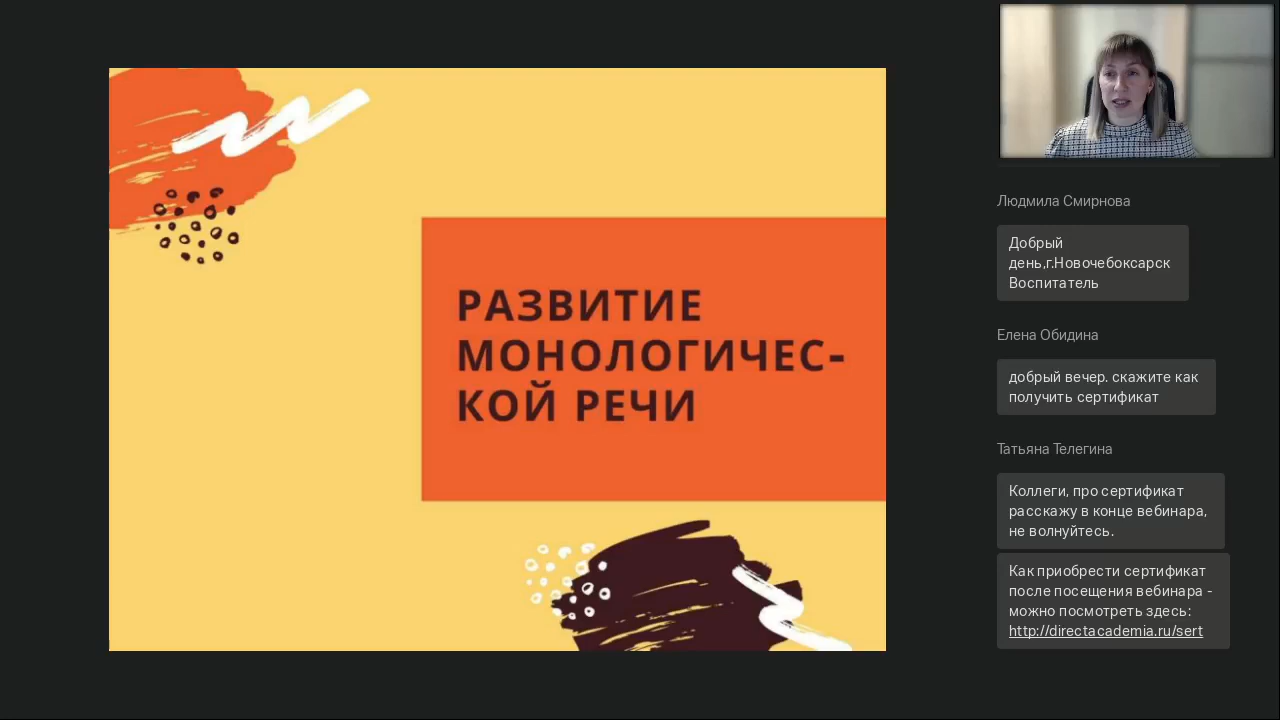 РАЗВИТИЕ
МОНОЛОГИЧЕС-
КОЙ РЕЧИ
Людмила Смирнова
Добрый
день,г.Новочебоксарск
Воспитатель
Елена Обидина
добрый вечер. скажите как
получить сертификат
Татьяна Телегина
Коллеги, про сертификат
расскажу в конце вебинара,
не волнуйтесь.
Как приобрести сертификат
после посещения вебинара -
можно посмотреть здесь:
http://directacademia.ru/sert